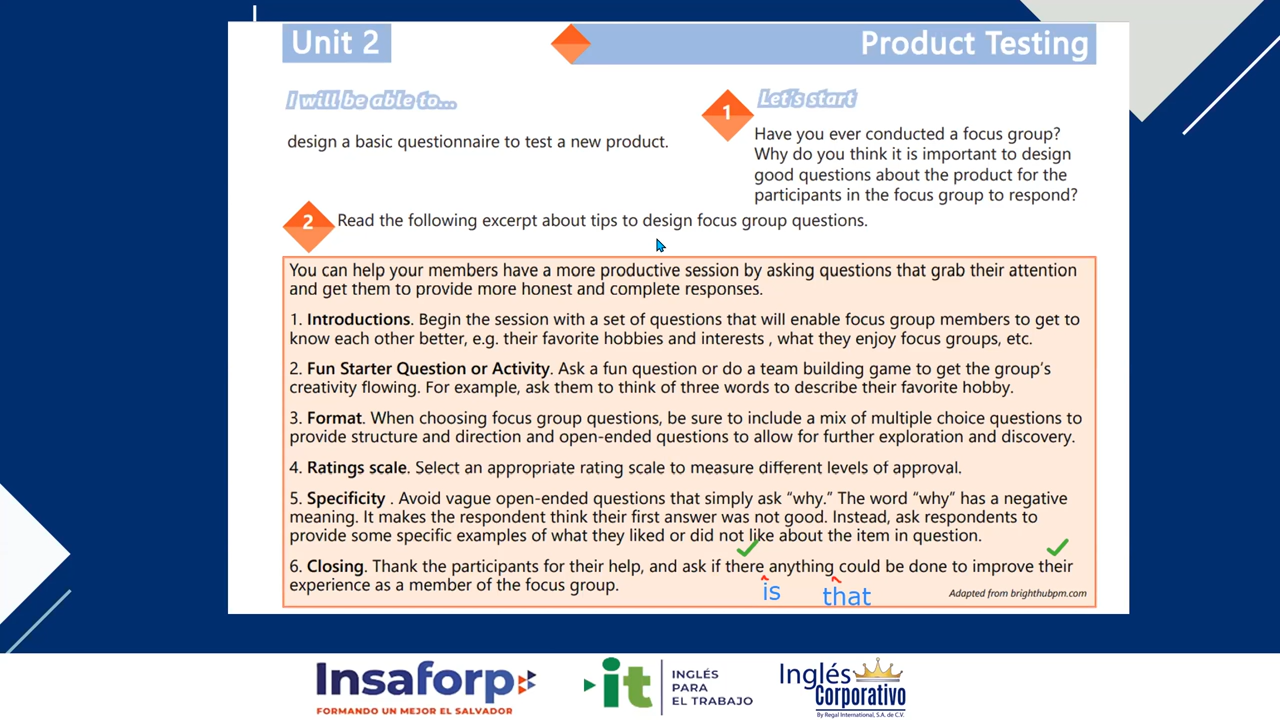 Unit 2
Product Testing
I will be able to...
design a basic questionnaire to test a new product.
1
Let's start
Have you ever conducted a focus group?
Why do you think it is important to design
good questions about the product for the
participants in the focus group to respond?
2
Read the following excerpt about tips to design focus group questions.
You can help your members have a more productive session by asking questions that grab their attention
and get them to provide more honest and complete responses.
1. Introductions. Begin the session with a set of questions that will enable focus group members to get to
know each other better, e.g. their favorite hobbies and interests , what they enjoy focus groups, etc.
2. Fun Starter Question or Activity. Ask a fun question or do a team building game to get the group's
creativity flowing. For example, ask them to think of three words to describe their favorite hobby.
3. Format. When choosing focus group questions, be sure to include a mix of multiple choice questions to
provide structure and direction and open-ended questions to allow for further exploration and discovery.
4. Ratings scale. Select an appropriate rating scale to measure different levels of approval.
5. Specificity . Avoid vague open-ended questions that simply ask “why.” The word “why” has a negative
meaning. It makes the respondent think their first answer was not good. Instead, ask respondents to
provide some specific examples of what they liked or did not like about the item in question.
6. Closing. Thank the participants for their help, and ask if there anything could be done to improve their
experience as a member of the focus group.
is
that
Adapted from brighthubpm.com
Insaforp
FORMANDO UN MEJOR EL SALVADOR
it
INGLÉS
PARA
EL TRABAJO
Inglés
Corporativo
By Regal International, S.A. de C.V.